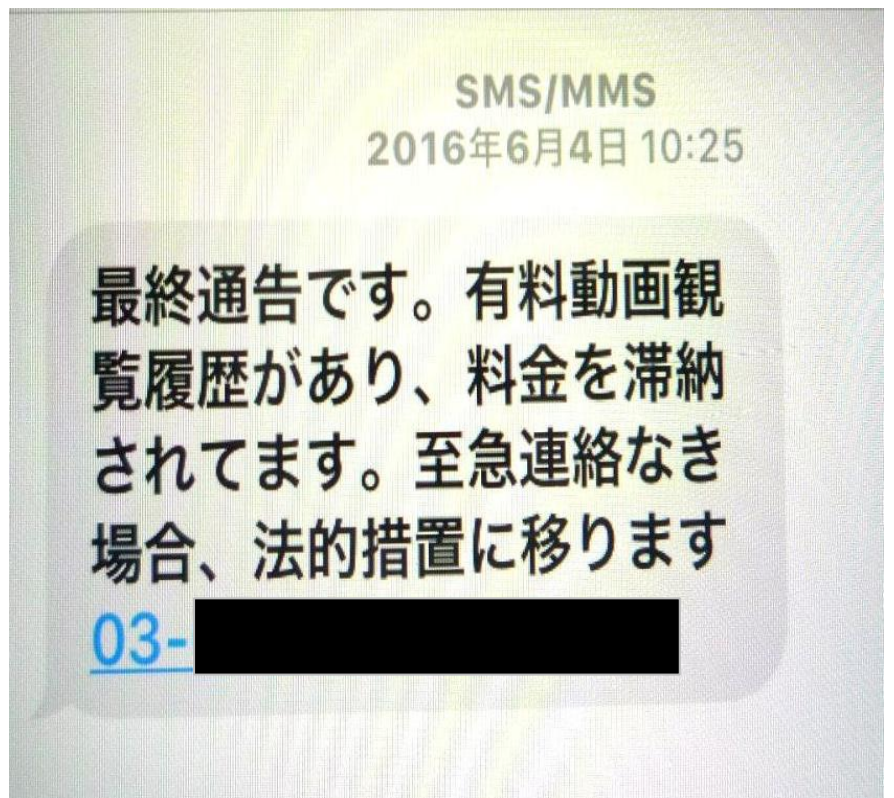 SMS/MMS
2016年6月4日 10:25
最終通告です。有料動画観
覧履歴があり、料金を滞納
されてます。至急連絡なき
場合、法的措置に移ります
03-